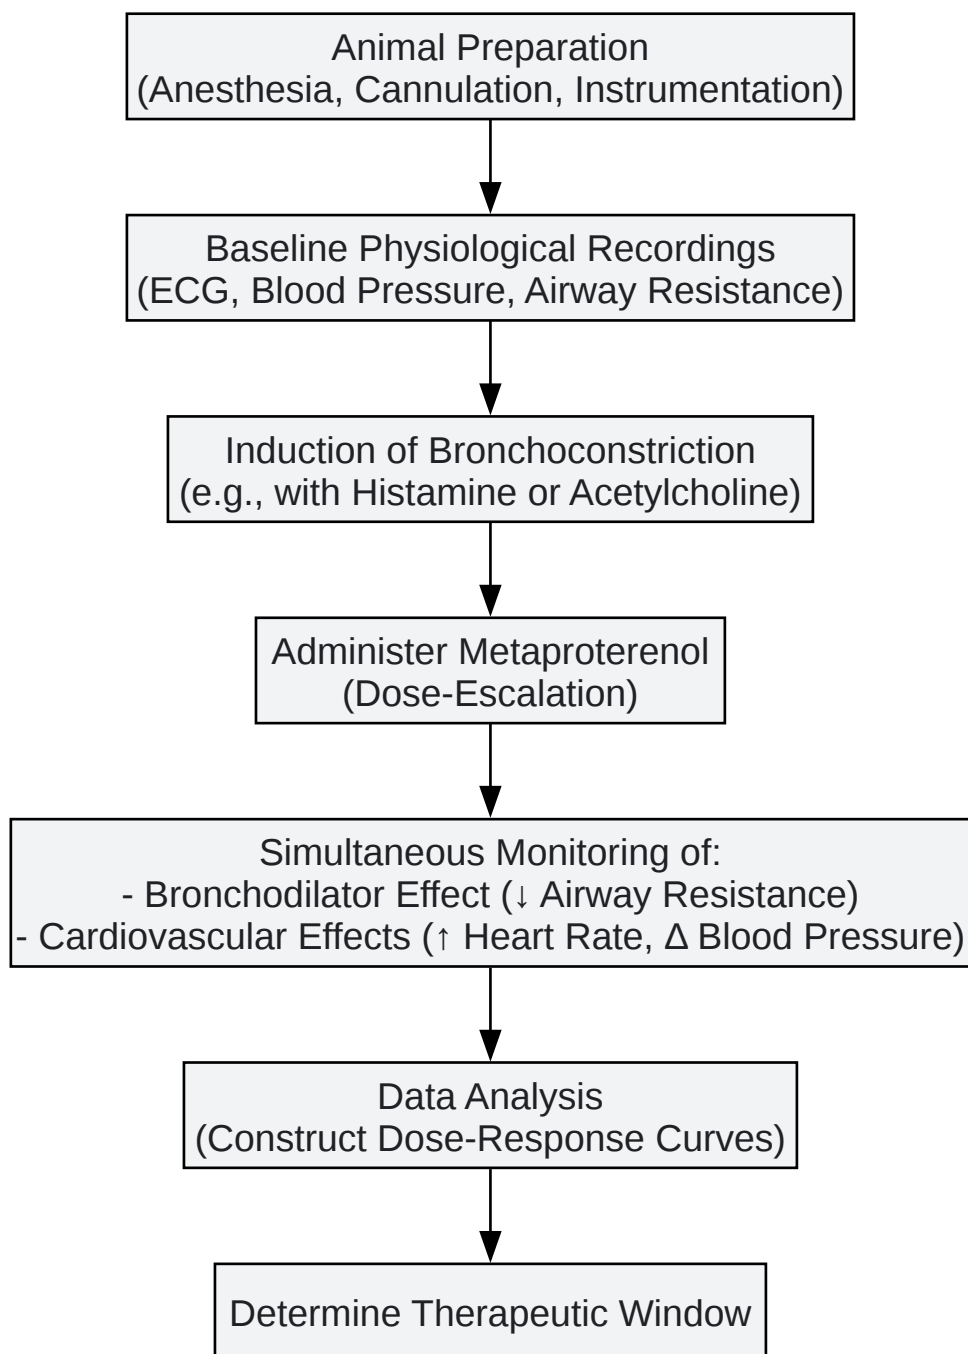 Animal Preparation
(Anesthesia, Cannulation, Instrumentation)
Baseline Physiological Recordings
(ECG, Blood Pressure, Airway Resistance)
Induction of Bronchoconstriction
(e.g., with Histamine or Acetylcholine)
Administer Metaproterenol
(Dose-Escalation)
Simultaneous Monitoring of:
- Bronchodilator Effect (↓ Airway Resistance)
- Cardiovascular Effects (↑ Heart Rate, Δ Blood Pressure)
Data Analysis
(Construct Dose-Response Curves)
Determine Therapeutic Window